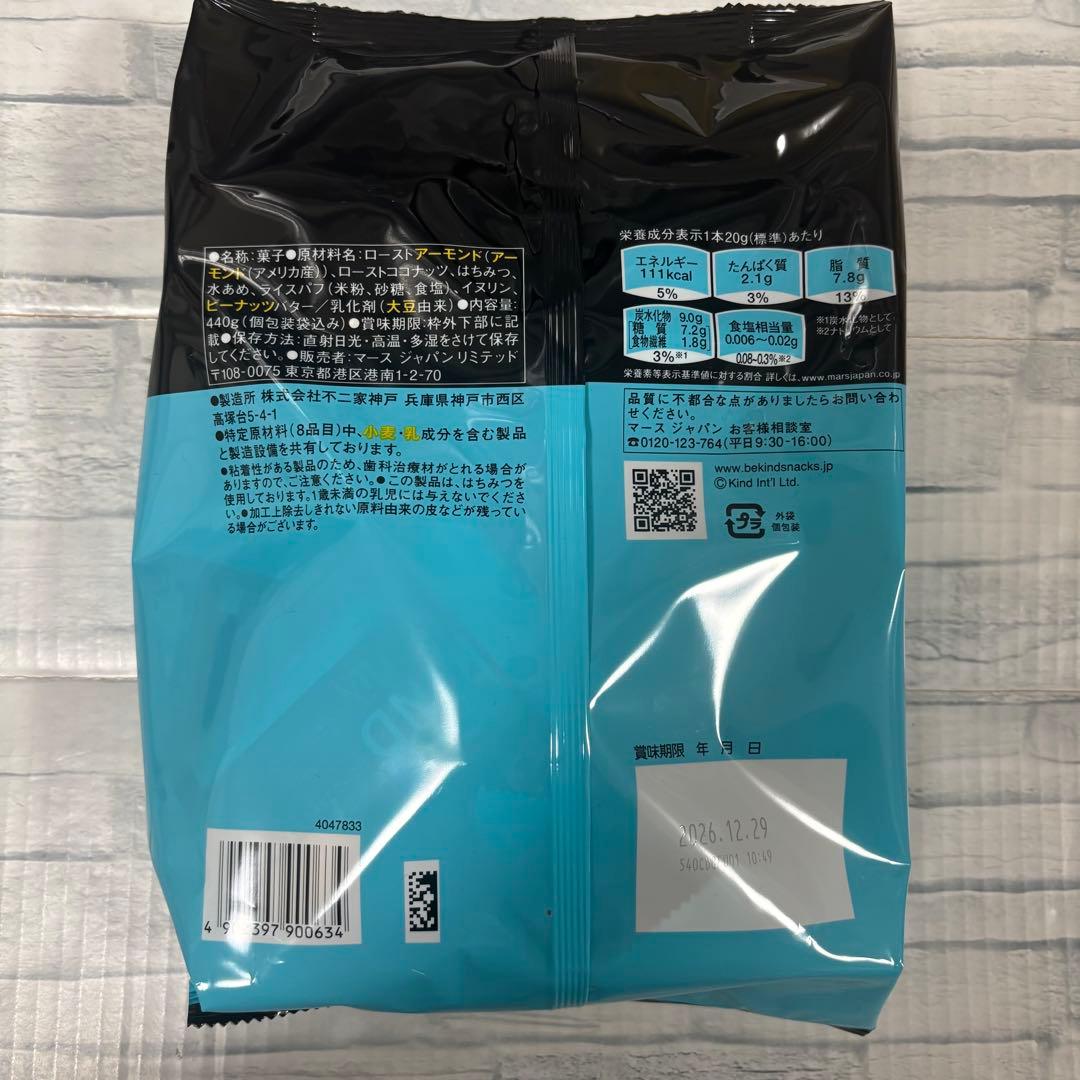 ●名称:菓子●原材料名:ローストアーモンド(アー
モンド(アメリカ産))、ローストココナッツ、はちみつ、
水あめ、ライスパフ(米粉、砂糖、食塩)、イヌリン、
ピーナッツバター/乳化剤(大豆由来)●内容量:
440g(個包装袋込み)●賞味期限:枠外下部に記
載●保存方法:直射日光・高温・多湿をさけて保存
してください。●販売者:マース ジャパンリミテッド
〒108-0075 東京都港区港南1-2-70
●製造所 株式会社不二家神戸 兵庫県神戸市西区
高塚台5-4-1
●特定原材料(8品目)中、小麦・乳成分を含む製品
と製造設備を共有しております。
●粘着性がある製品のため、歯科治療材がとれる場合が
ありますので、ご注意ください。●この製品は、はちみつを
使用しております。1歳未満の乳児には与えないでくださ
い。●加工上除去しきれない原料由来の皮などが残ってい
る場合がございます。
栄養成分表示1本20g(標準)あたり
エネルギー
111kcal
5%
たんぱく質
2.1g
3%
脂 質
7.8g
13%
炭水化物 9.0g
糖 質 7.2g
食物繊維 1.8g
3%※1
食塩相当量
0.006〜0.02g
0.08-0.3%※2
※1炭水化物として
※2ナトリウムとして
栄養素等表示基準値に対する割合 詳しくは、www.marsjapan.co.jp
品質に不都合な点がありましたらお問い合わ
せください。
マース ジャパン お客様相談室
☎0120-123-764(平日9:30-16:00)
www.bekindsnacks.jp
©Kind Int'l Ltd.
プラ
外袋
個包装
賞味期限 年 月 日
2026.12.29
10:49
4047833
397 900634